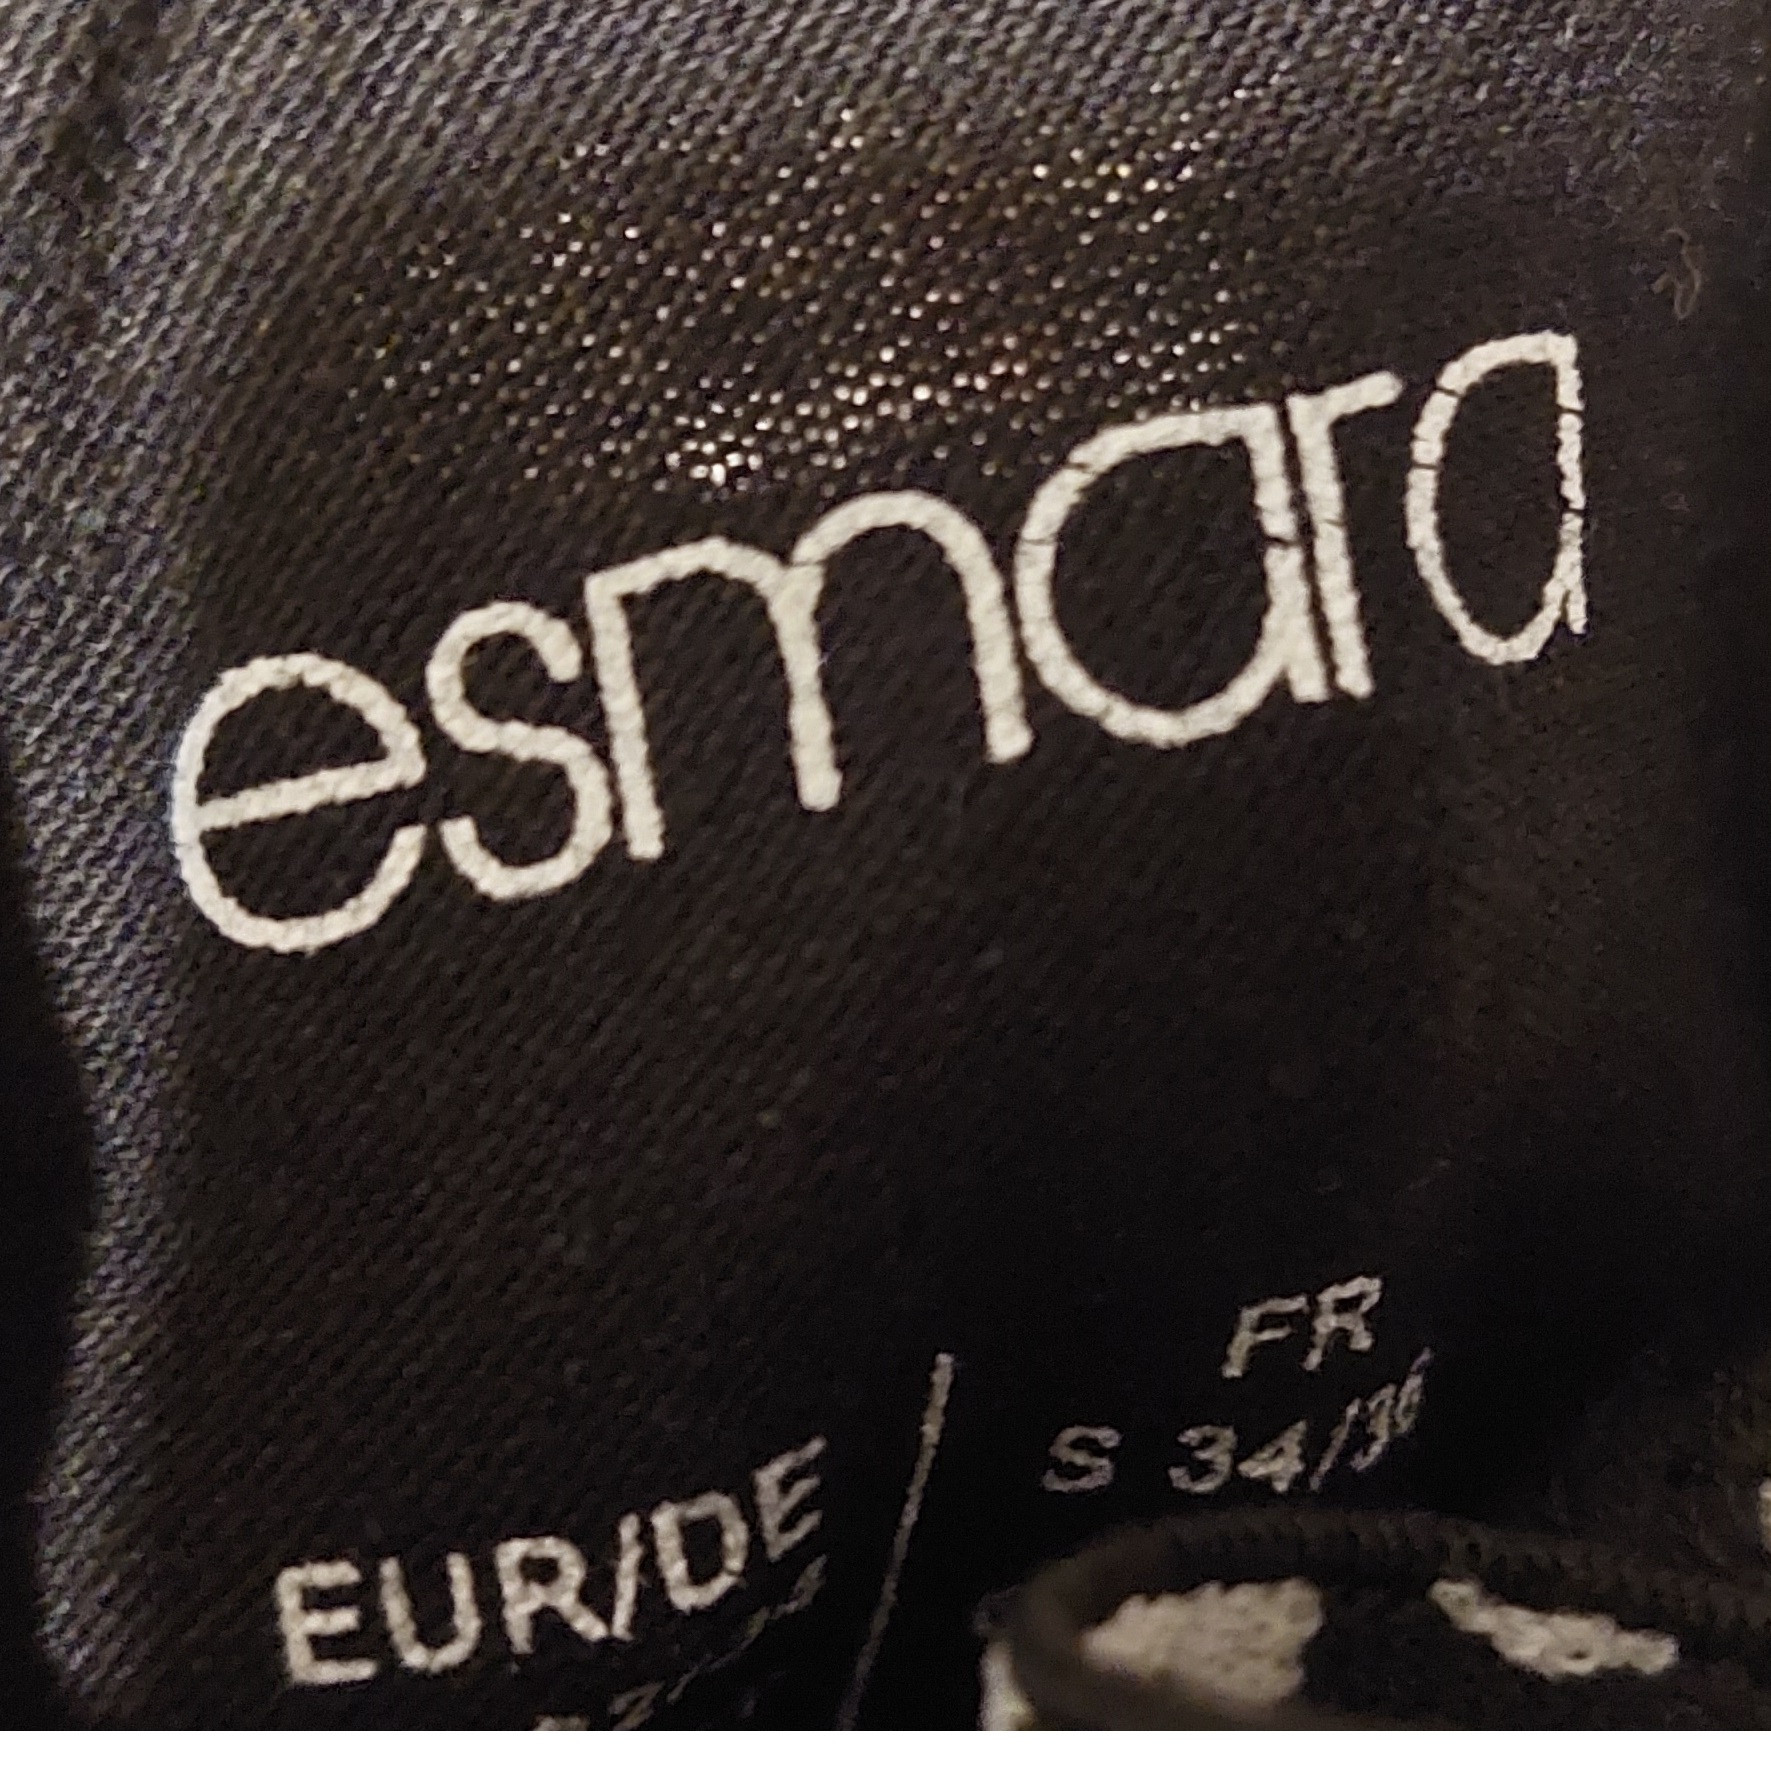 esmara
FR
S 34/36
EUR/DE